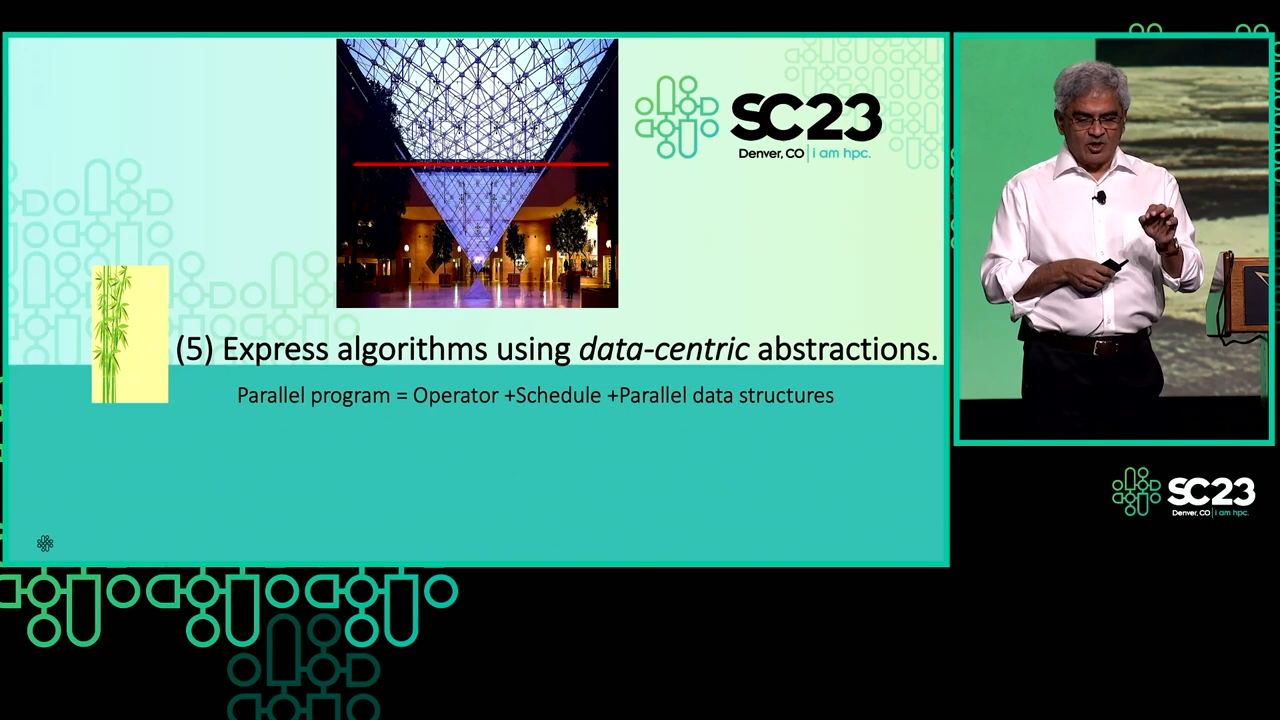 SC23
Denver, CO | i am hpc.
(5) Express algorithms using data-centric abstractions.
Parallel program = Operator +Schedule +Parallel data structures
SC23
Denver, CO | i am hpc.